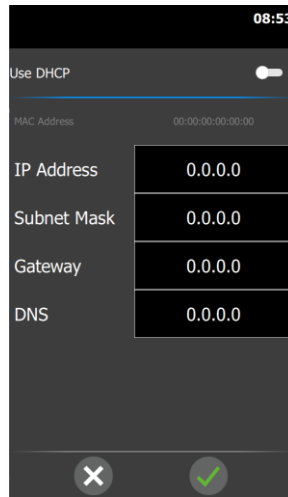 08:53
Use DHCP
MAC Address 00:00:00:00:00:00
IP Address 0.0.0.0
Subnet Mask 0.0.0.0
Gateway 0.0.0.0
DNS 0.0.0.0